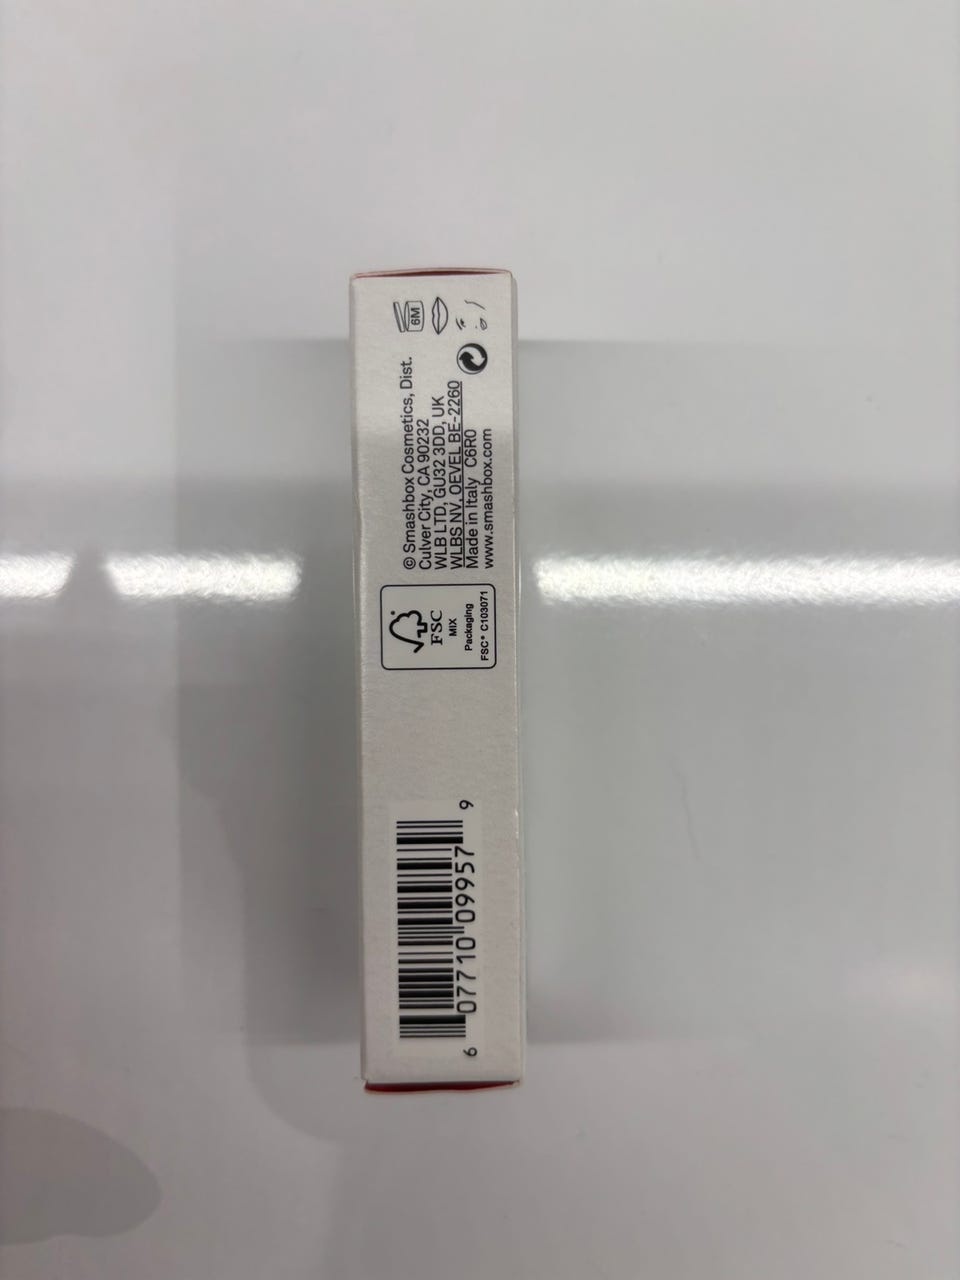 6M
© Smashbox Cosmetics, Dist.
Culver City, CA 90232
WLB LTD, GU32 3DD, UK
WLBS NV, OEVEL BE-2260
Made in Italy C6R0
www.smashbox.com
FSC
MIX
Packaging
FSC® C103071
6 07710 09957 9